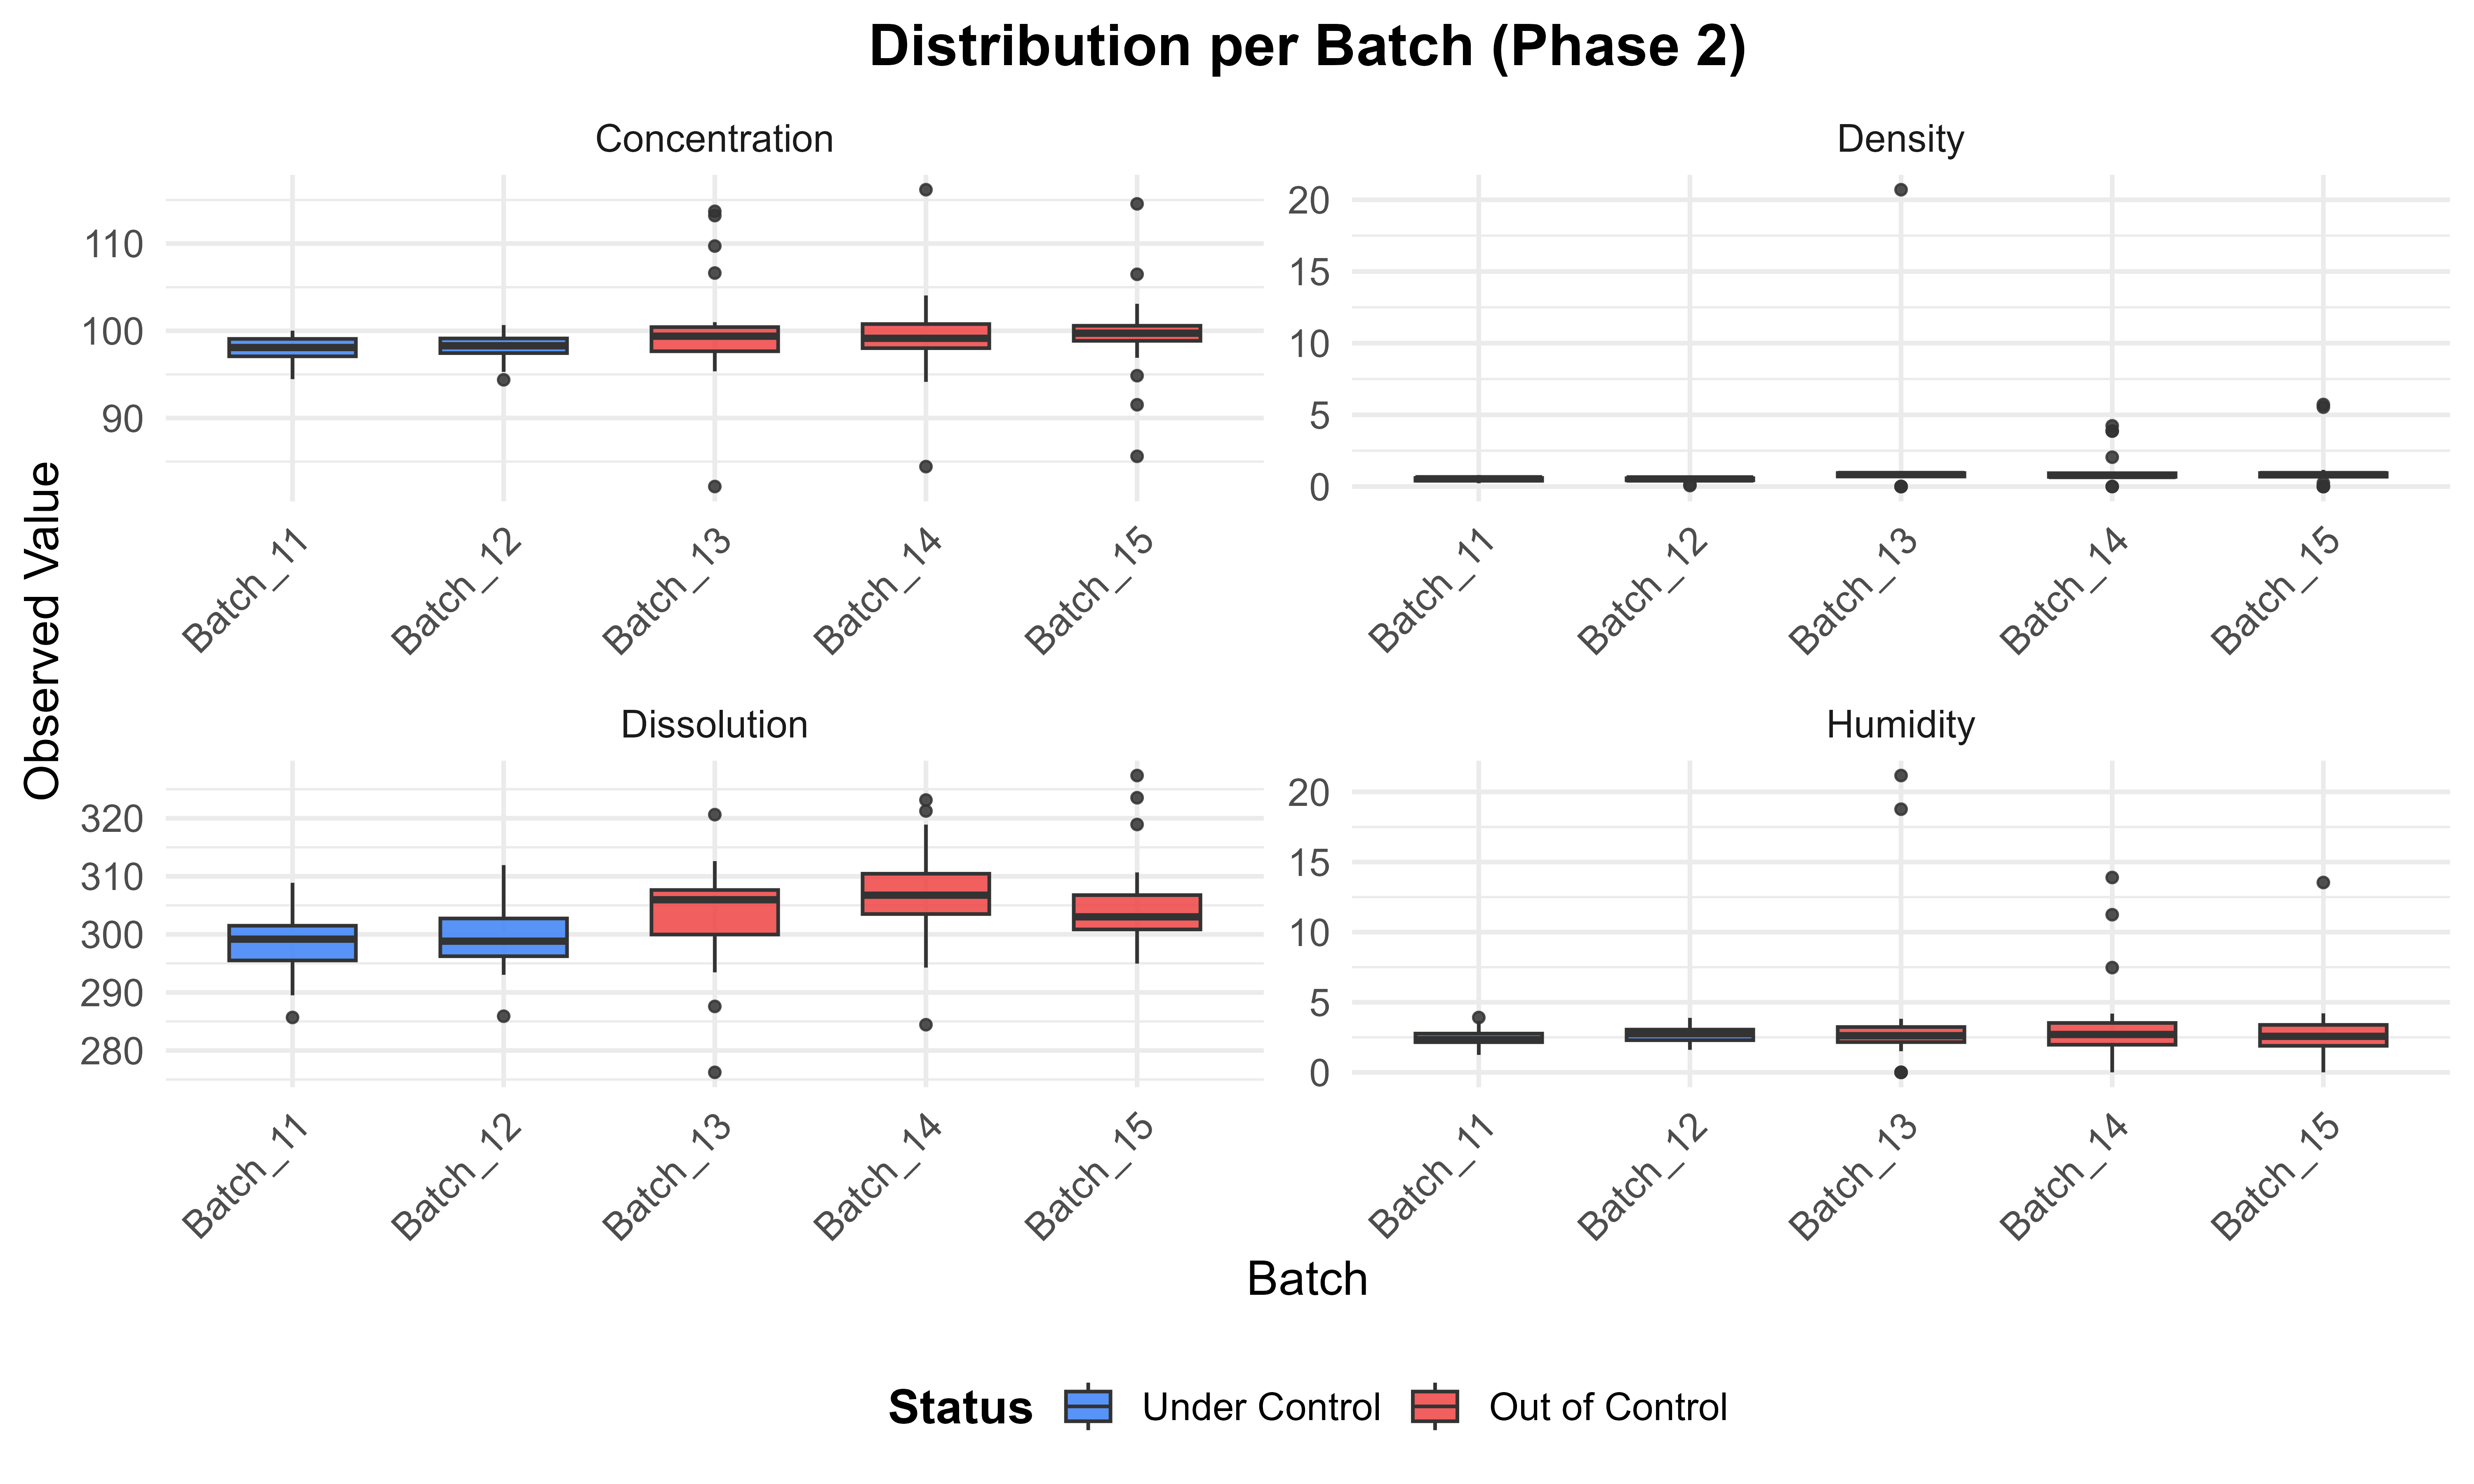 Distribution per Batch (Phase 2)
Concentration
110
100
90
Batch_11
Batch_12
Batch_13
Batch_14
Batch_15
Density
20
15
10
5
0
Batch_11
Batch_12
Batch_13
Batch_14
Batch_15
Observed Value
Dissolution
320
310
300
290
280
Batch_11
Batch_12
Batch_13
Batch_14
Batch_15
Humidity
20
15
10
5
0
Batch_11
Batch_12
Batch_13
Batch_14
Batch_15
Batch
Status Under Control Out of Control